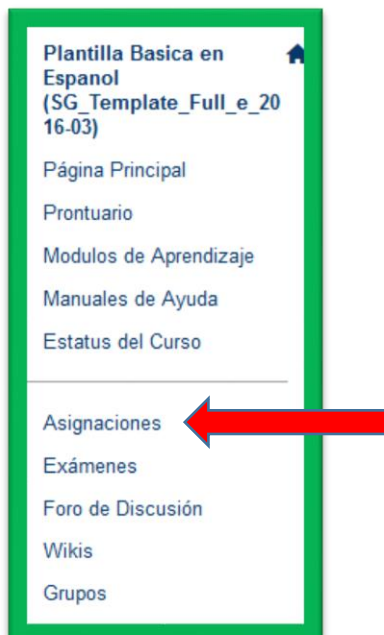 Plantilla Basica en
Espanol
(SG_Template_Full_e_20
16-03)
Página Principal
Prontuario
Modulos de Aprendizaje
Manuales de Ayuda
Estatus del Curso
Asignaciones
Exámenes
Foro de Discusión
Wikis
Grupos